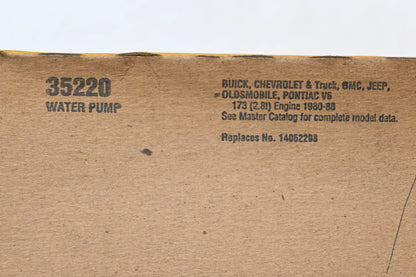 35220
WATER PUMP
BUICK, CHEVROLET & Truck, GMC, JEEP,
OLDSMOBILE, PONTIAC V6
173 (2.8l) Engine 1980-88
See Master Catalog for complete model data.
Replaces No. 14052298